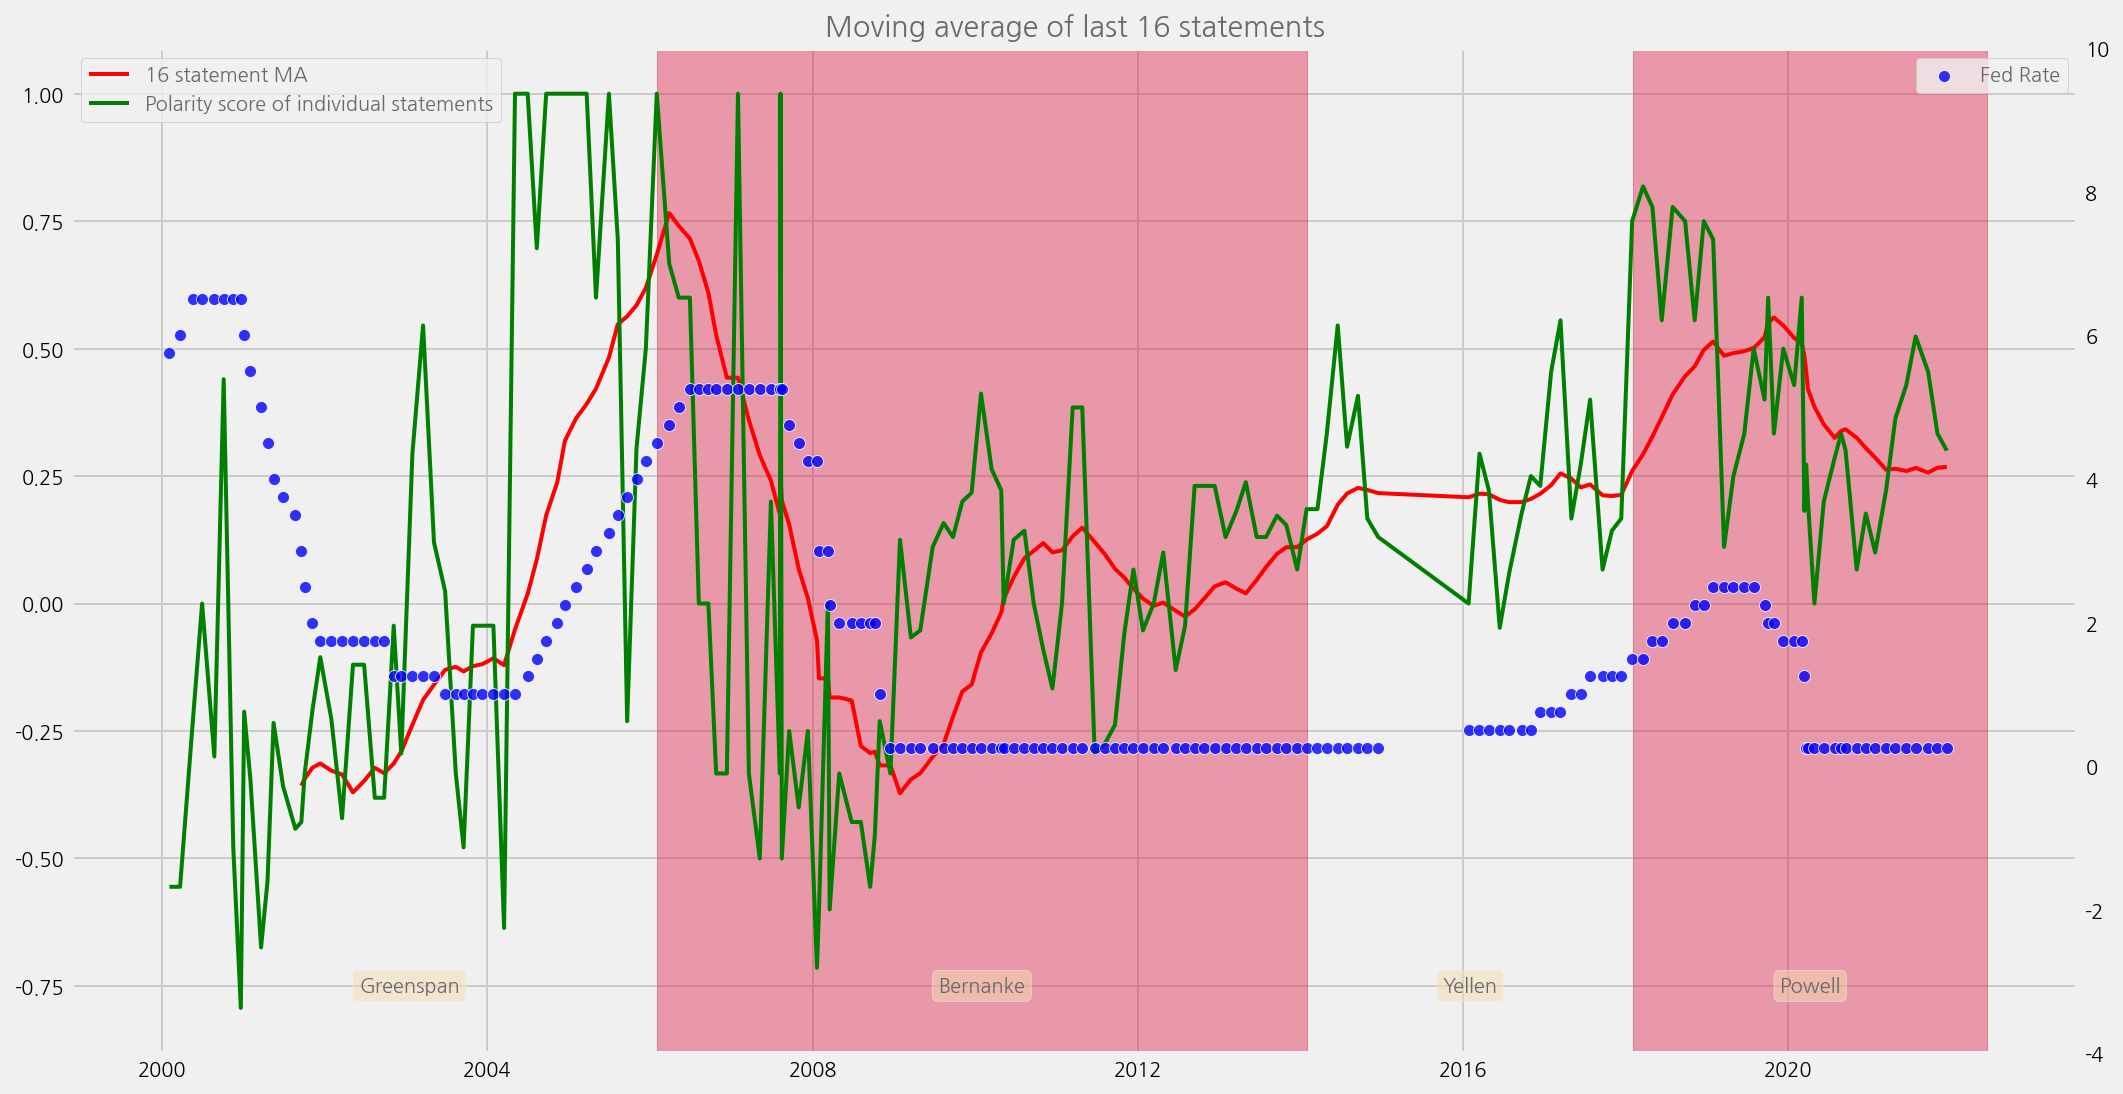 Moving average of last 16 statements
16 statement MA
Polarity score of individual statements
Fed Rate
1.00
0.75
0.50
0.25
0.00
-0.25
-0.50
-0.75
10
8
6
4
2
0
-2
-4
Greenspan
Bernanke
Yellen
Powell
2000
2004
2008
2012
2016
2020